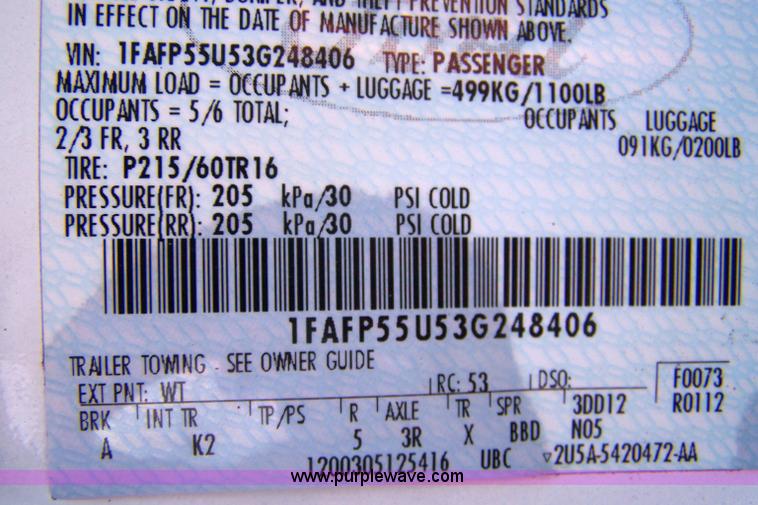 PREVENTION STANDARDS
IN EFFECT ON THE DATE OF MANUFACTURE SHOWN ABOVE.
VIN: 1FAFP55U53G248406 TYPE: PASSENGER
MAXIMUM LOAD = OCCUPANTS + LUGGAGE =499KG/1100LB
OCCUPANTS = 5/6 TOTAL; OCCUPANTS LUGGAGE
2/3 FR, 3 RR 091KG/0200LB
TIRE: P215/60TR16
PRESSURE(FR): 205 kPa/30 PSI COLD
PRESSURE(RR): 205 kPa/30 PSI COLD
1FAFP55U53G248406
TRAILER TOWING - SEE OWNER GUIDE
EXT PNT: WT RC: 53 DSO: F0073
BRK INT TR TP/PS R AXLE TR SPR 3DD12 R0112
A K2 5 3R X BBD N05
1200305125416 UBC ▿2U5A-5420472-AA
www.purplewave.com